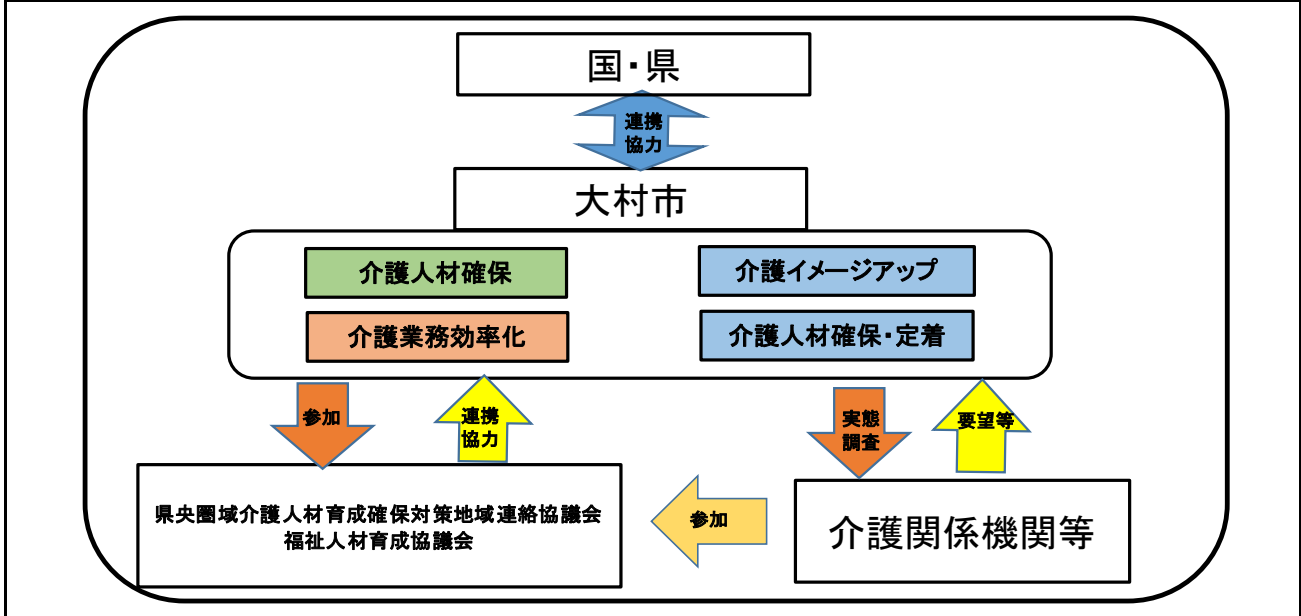 国・県
連携
協力
大村市
介護人材確保
介護イメージアップ
介護業務効率化
介護人材確保・定着
参加
連携
協力
実態
調査
要望等
県央圏域介護人材育成確保対策地域連絡協議会
福祉人材育成協議会
参加
介護関係機関等